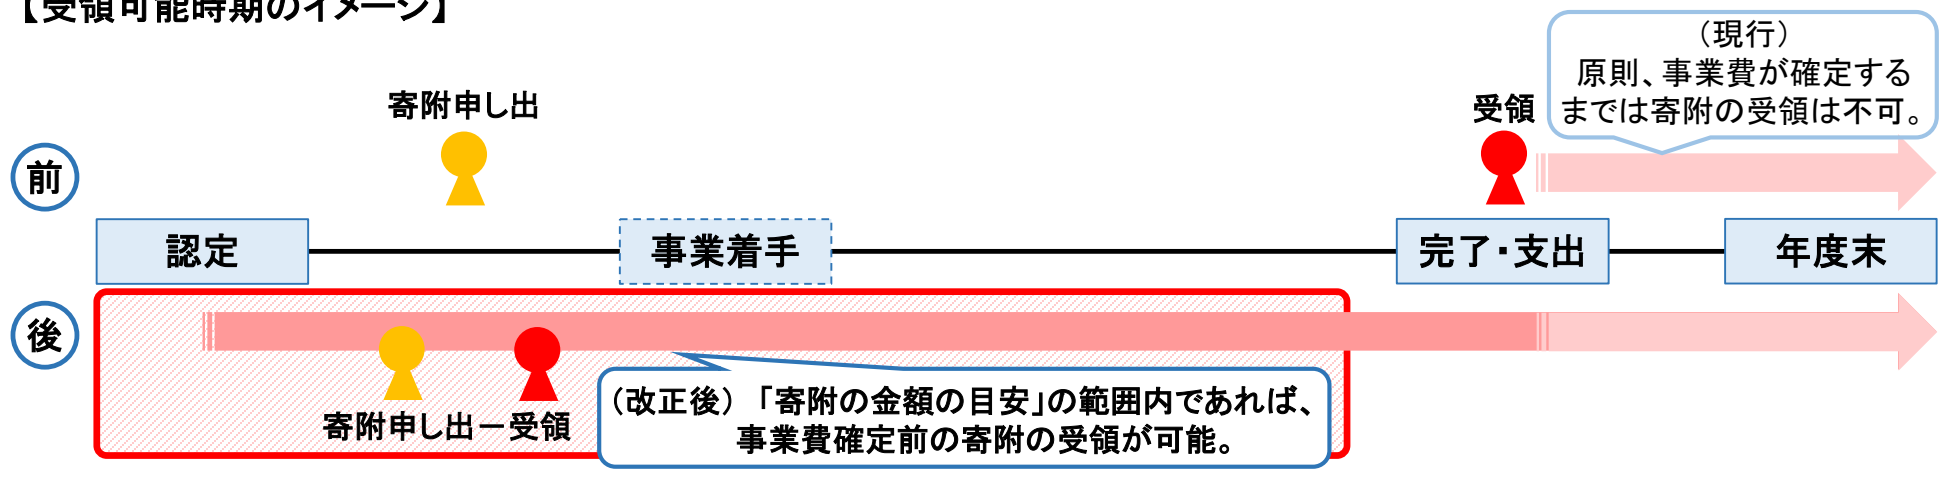 【受領可能時期のイメージ】
(現行)
原則、事業費が確定する
までは寄附の受領は不可。
寄附申し出
受領
前
認定
事業着手
完了・支出
年度末
後
寄附申し出－受領
(改正後)「寄附の金額の目安」の範囲内であれば、
事業費確定前の寄附の受領が可能。